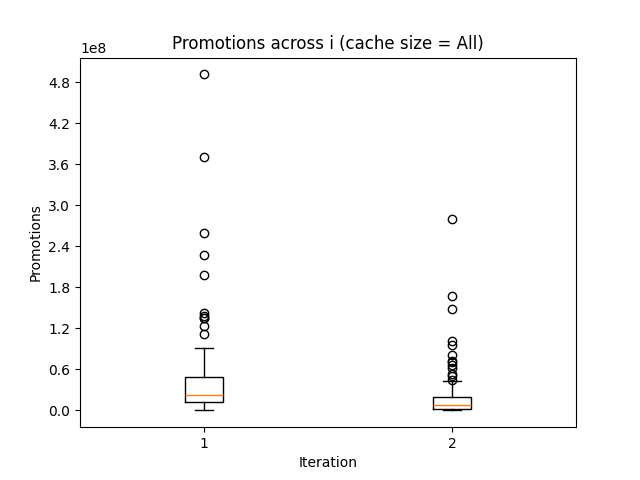 Promotions across i (cache size = All)
1e8
4.8
4.2
3.6
3.0
2.4
1.8
1.2
0.6
0.0
Promotions
1 2
Iteration